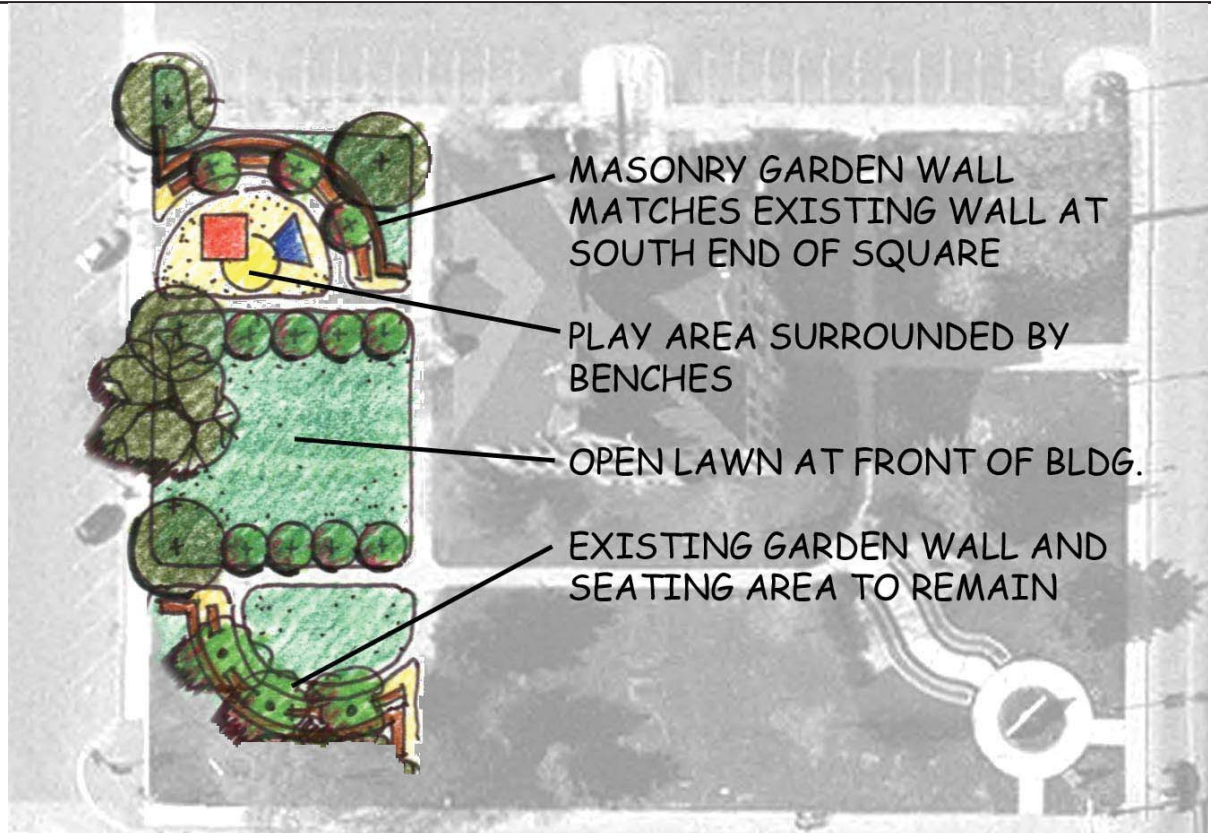 MASONRY GARDEN WALL
MATCHES EXISTING WALL AT
SOUTH END OF SQUARE
PLAY AREA SURROUNDED BY
BENCHES
OPEN LAWN AT FRONT OF BLDG.
EXISTING GARDEN WALL AND
SEATING AREA TO REMAIN